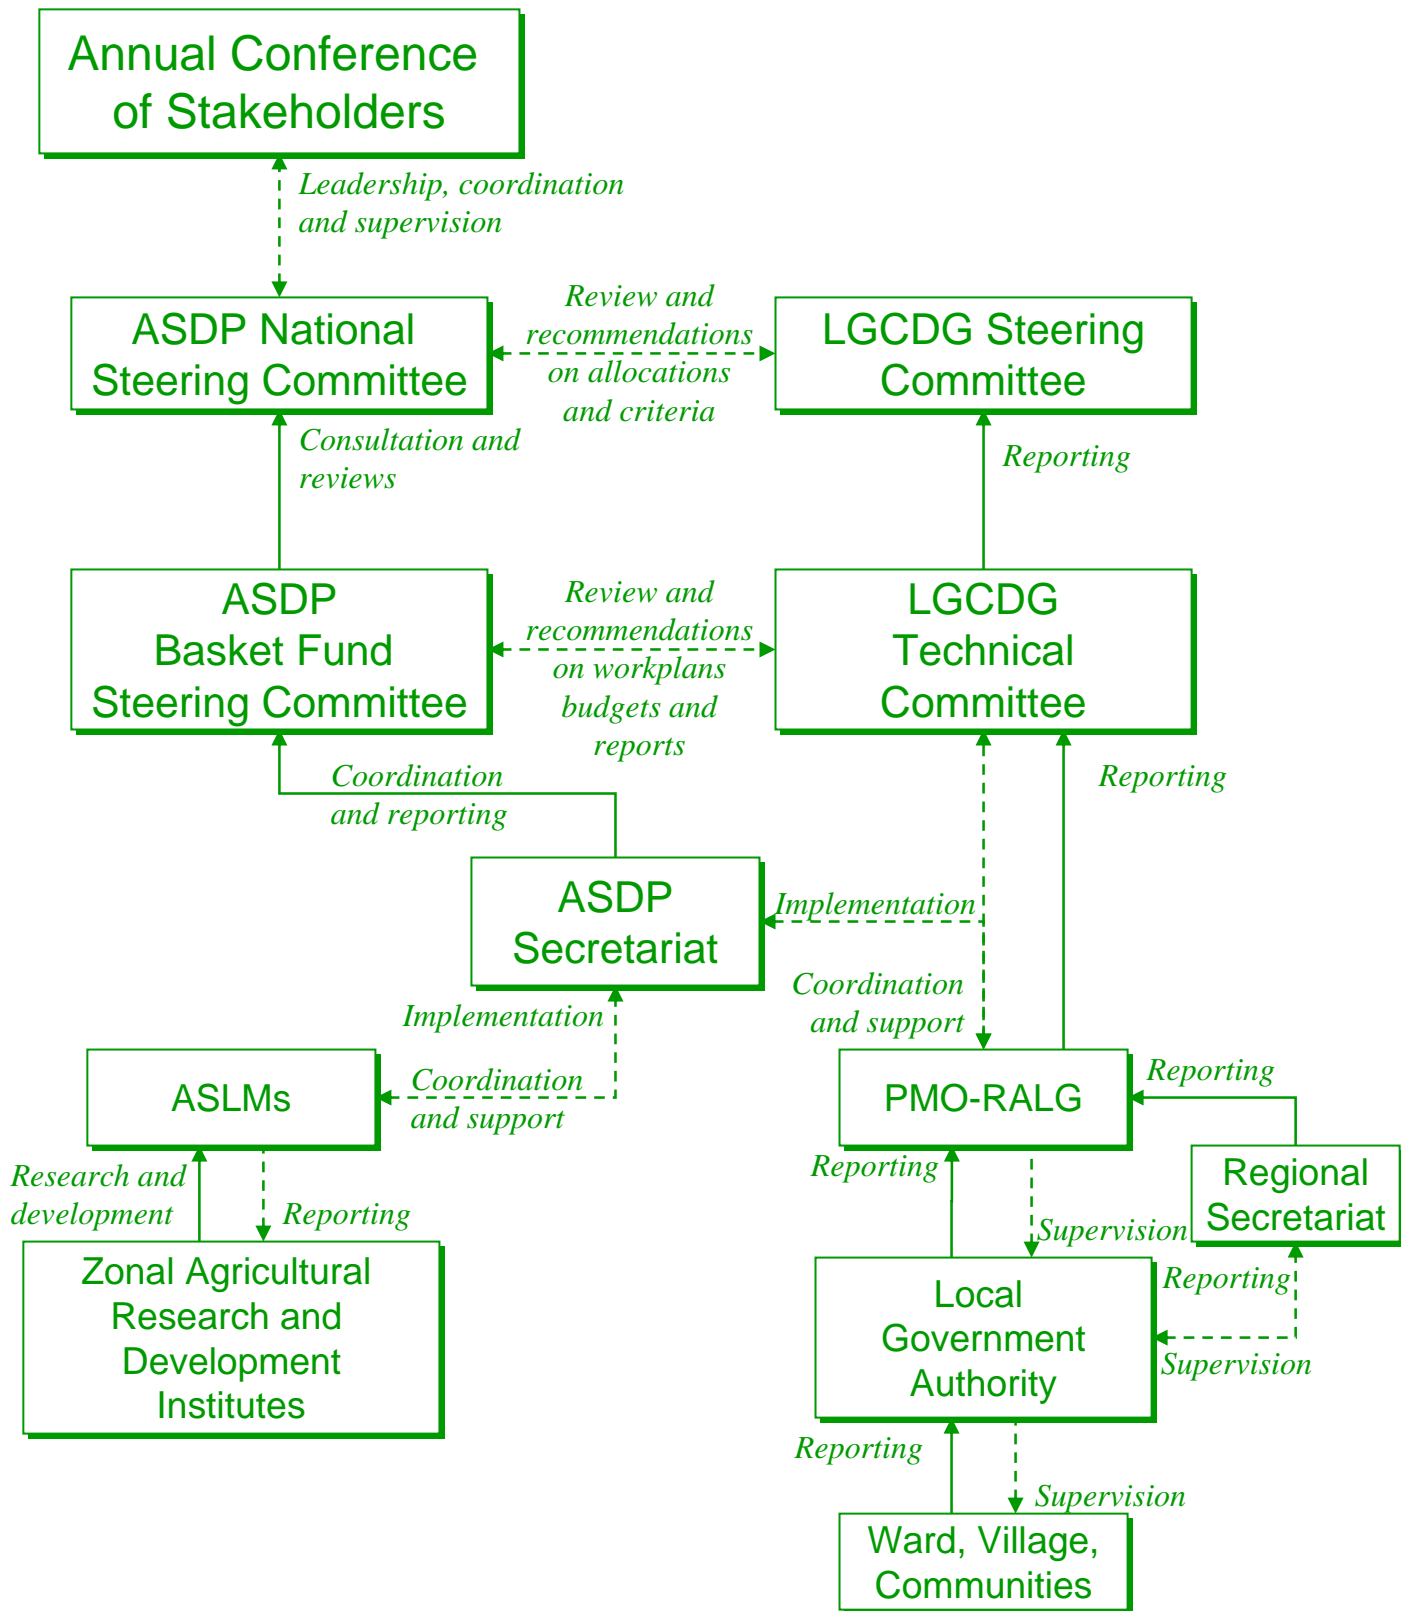 Annual Conference
of Stakeholders
Leadership, coordination
and supervision
ASDP National
Steering Committee
Review and
recommendations
on allocations
and criteria
LGCDG Steering
Committee
Consultation and
reviews
Reporting
ASDP
Basket Fund
Steering Committee
Review and
recommendations
on workplans
budgets and
reports
LGCDG
Technical
Committee
Coordination
and reporting
Reporting
ASDP
Secretariat
Implementation
Coordination
and support
Implementation
ASLMs
Coordination
and support
PMO-RALG
Reporting
Research and
development
Reporting
Reporting
Supervision
Regional
Secretariat
Zonal Agricultural
Research and
Development
Institutes
Local
Government
Authority
Reporting
Supervision
Reporting
Supervision
Ward, Village,
Communities